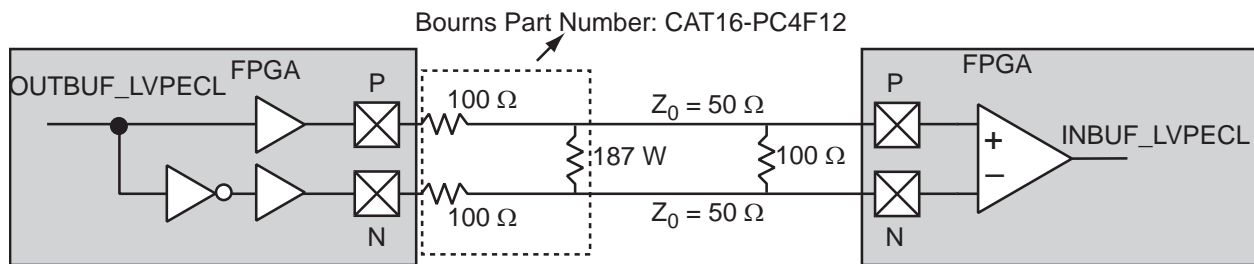 Bourns Part Number: CAT16-PC4F12
OUTBUF_LVPECL
FPGA
P
100 Ω
Z0 = 50 Ω
187 W
100 Ω
100 Ω
Z0 = 50 Ω
N
FPGA
P
+
–
INBUF_LVPECL
N